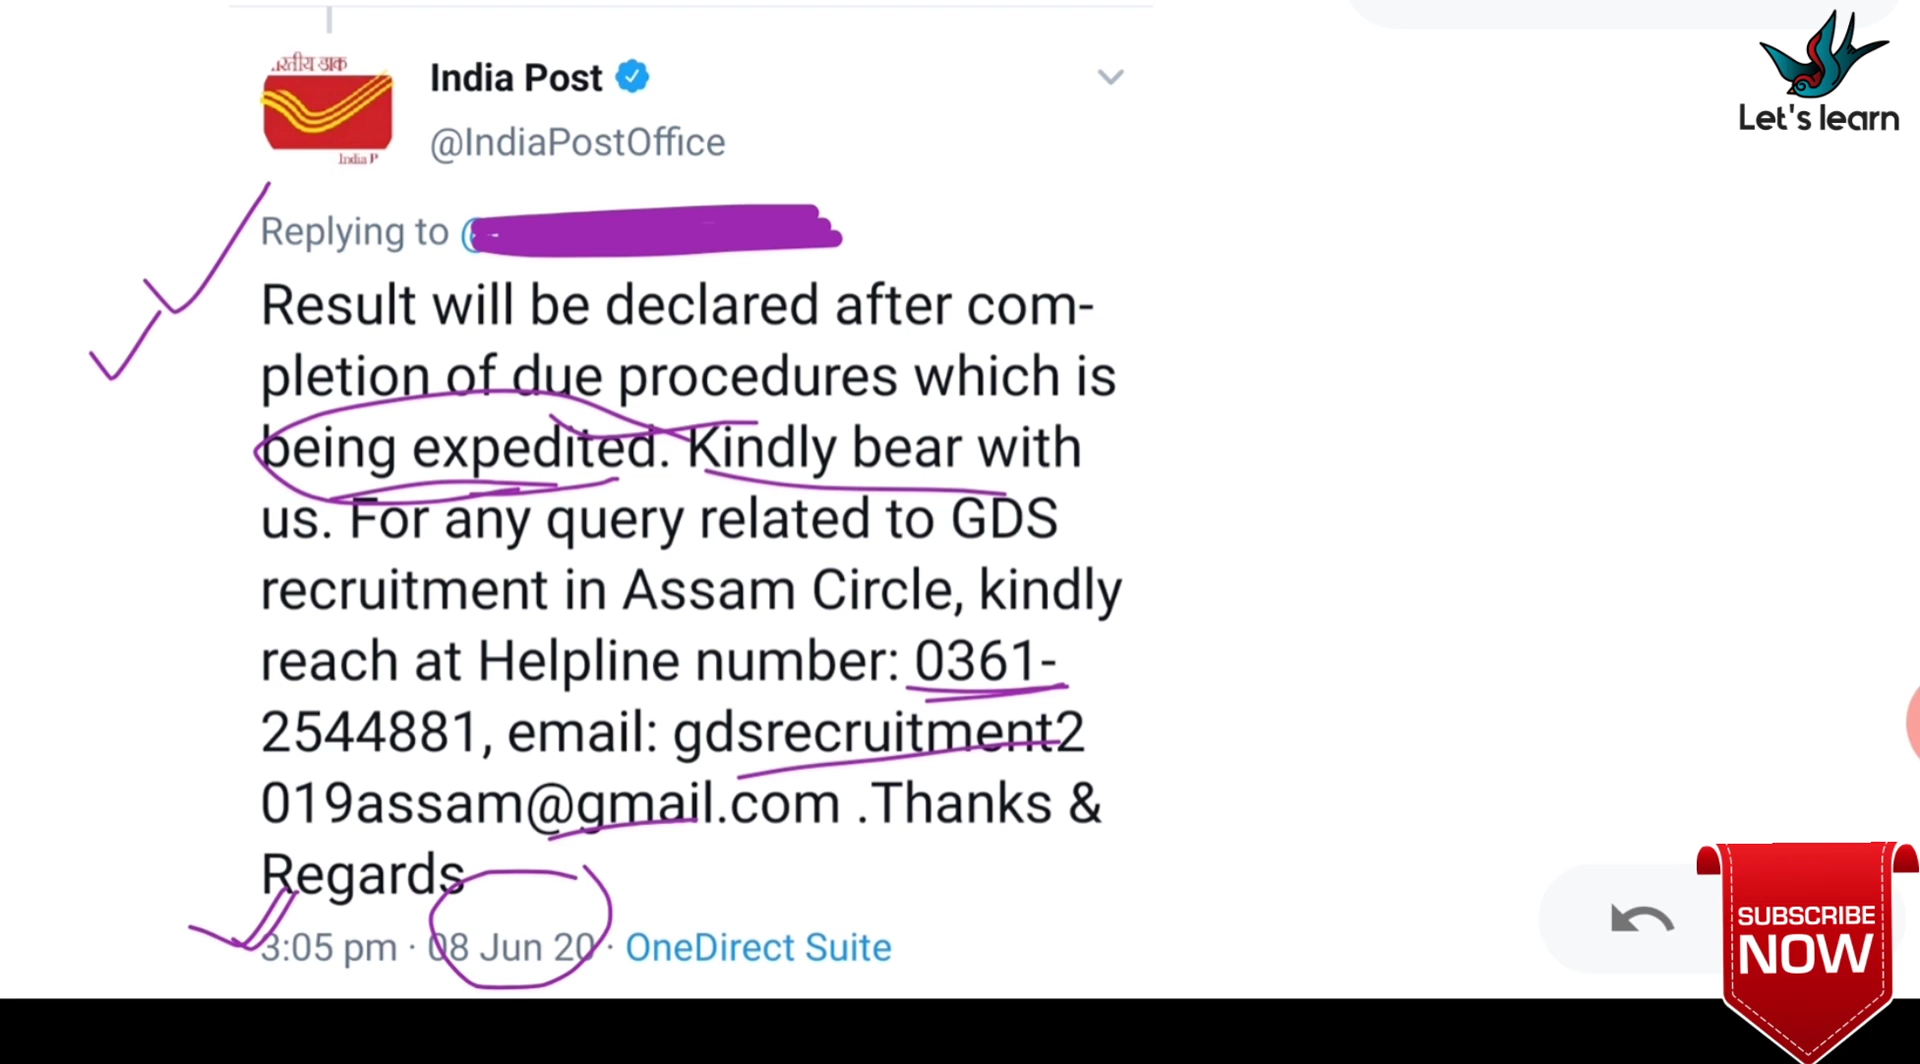 Let's learn
रतीय डाक
India P
India Post
@IndiaPostOffice
Replying to
Result will be declared after com-
pletion of due procedures which is
being expedited. Kindly bear with
us. For any query related to GDS
recruitment in Assam Circle, kindly
reach at Helpline number: 0361-
2544881, email: gdsrecruitment2
019assam@gmail.com .Thanks &
Regards
3:05 pm · 08 Jun 20 · OneDirect Suite
SUBSCRIBE
NOW